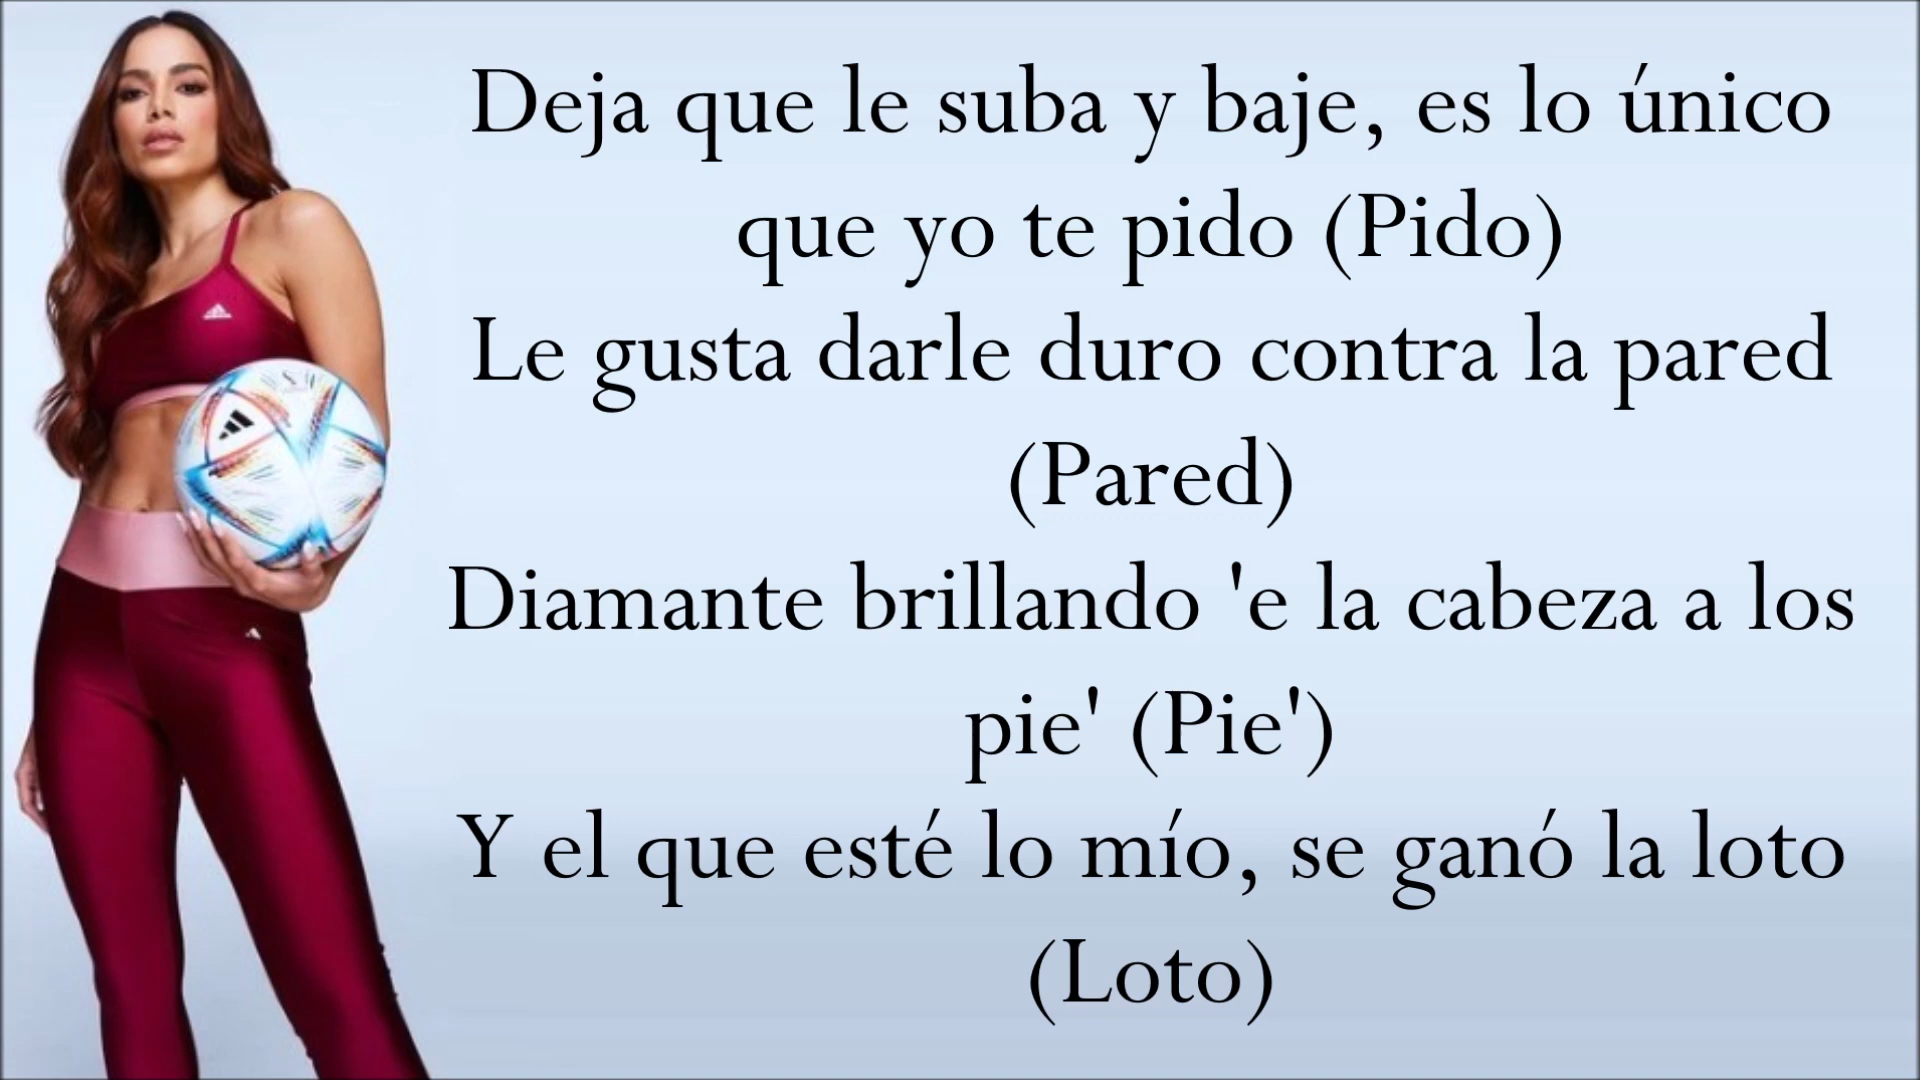 Deja que le suba y baje, es lo único
que yo te pido (Pido)
Le gusta darle duro contra la pared
(Pared)
Diamante brillando 'e la cabeza a los
pie' (Pie')
Y el que esté lo mío, se ganó la loto
(Loto)
adidas